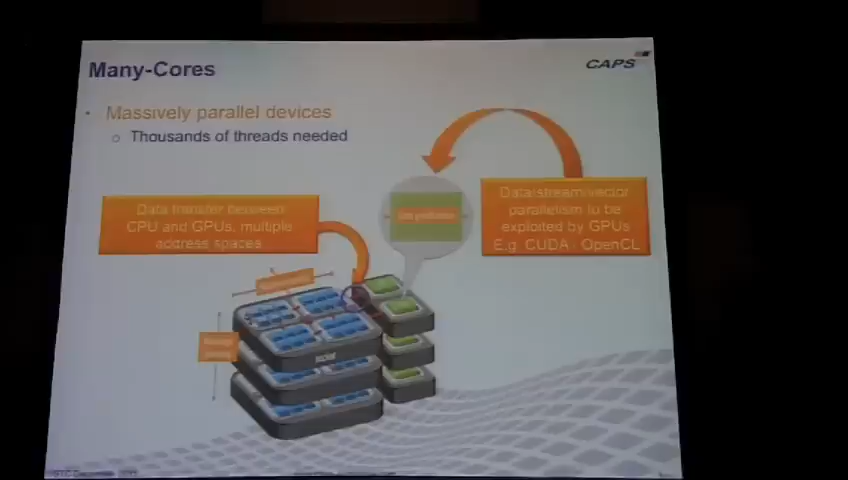 Many-Cores
CAPS
• Massively parallel devices
o Thousands of threads needed
Data transfer between
CPU and GPUs, multiple
address spaces
Data/stream/vector
parallelism to be
exploited by GPUs
E.g. CUDA - OpenCL